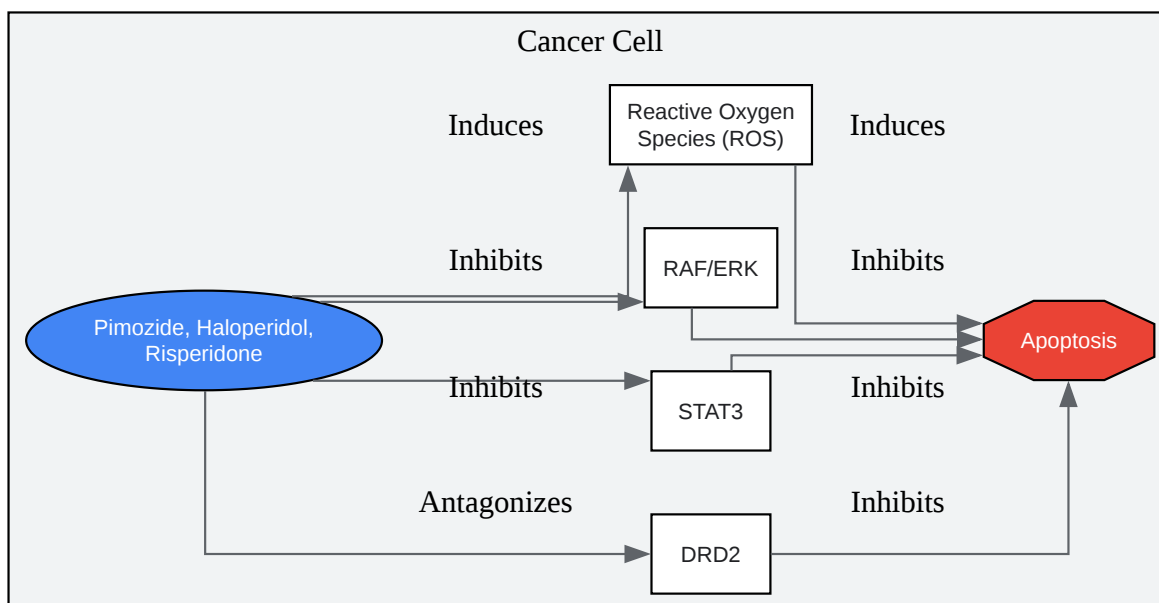 Cancer Cell
Induces
Reactive Oxygen
Species (ROS)
Induces
Inhibits
RAF/ERK
Inhibits
Pimozide, Haloperidol,
Risperidone
Apoptosis
Inhibits
STAT3
Inhibits
Antagonizes
DRD2
Inhibits